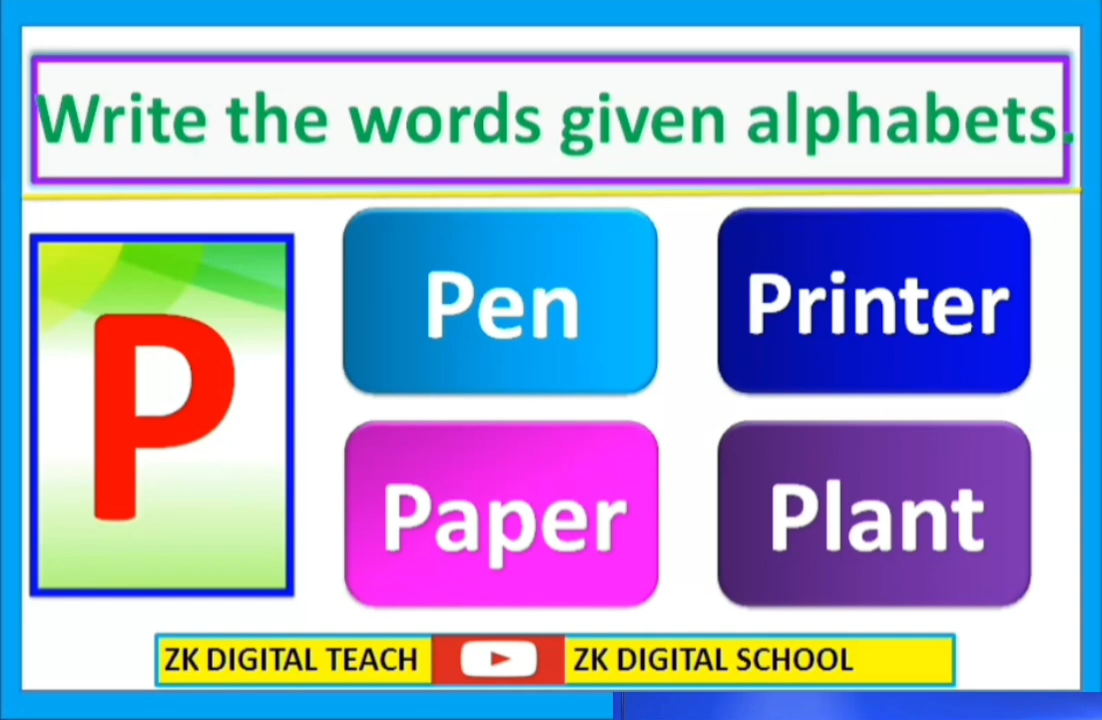 Write the words given alphabets.
P
Pen
Printer
Paper
Plant
ZK DIGITAL TEACH
ZK DIGITAL SCHOOL